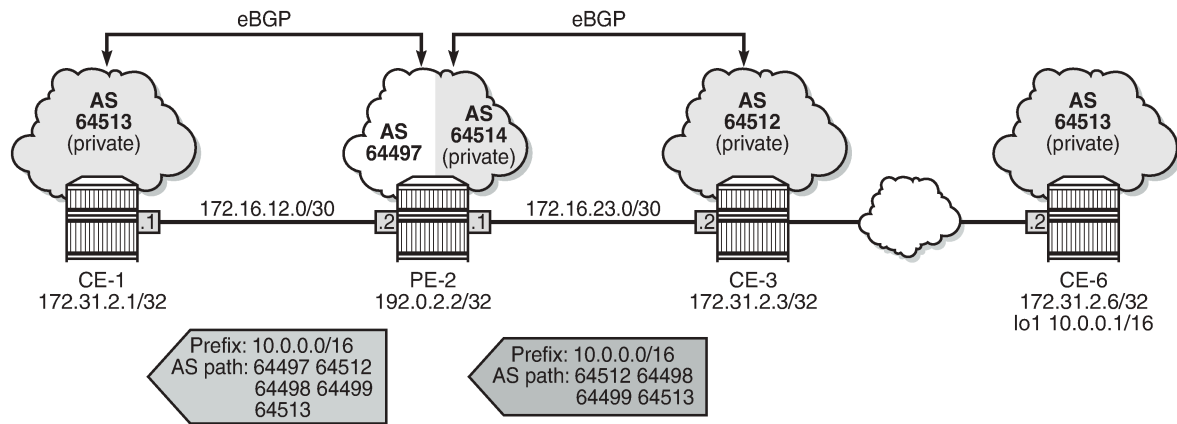 eBGP
eBGP
AS
64513
(private)
AS
64497
AS
64514
(private)
AS
64512
(private)
AS
64513
(private)
.1
172.16.12.0/30
.2
.1
172.16.23.0/30
.2
.2
CE-1
172.31.2.1/32
PE-2
192.0.2.2/32
CE-3
172.31.2.3/32
CE-6
172.31.2.6/32
lo1 10.0.0.1/16
Prefix: 10.0.0.0/16
AS path: 64497 64512
64498 64499
64513
Prefix: 10.0.0.0/16
AS path: 64512 64498
64499 64513